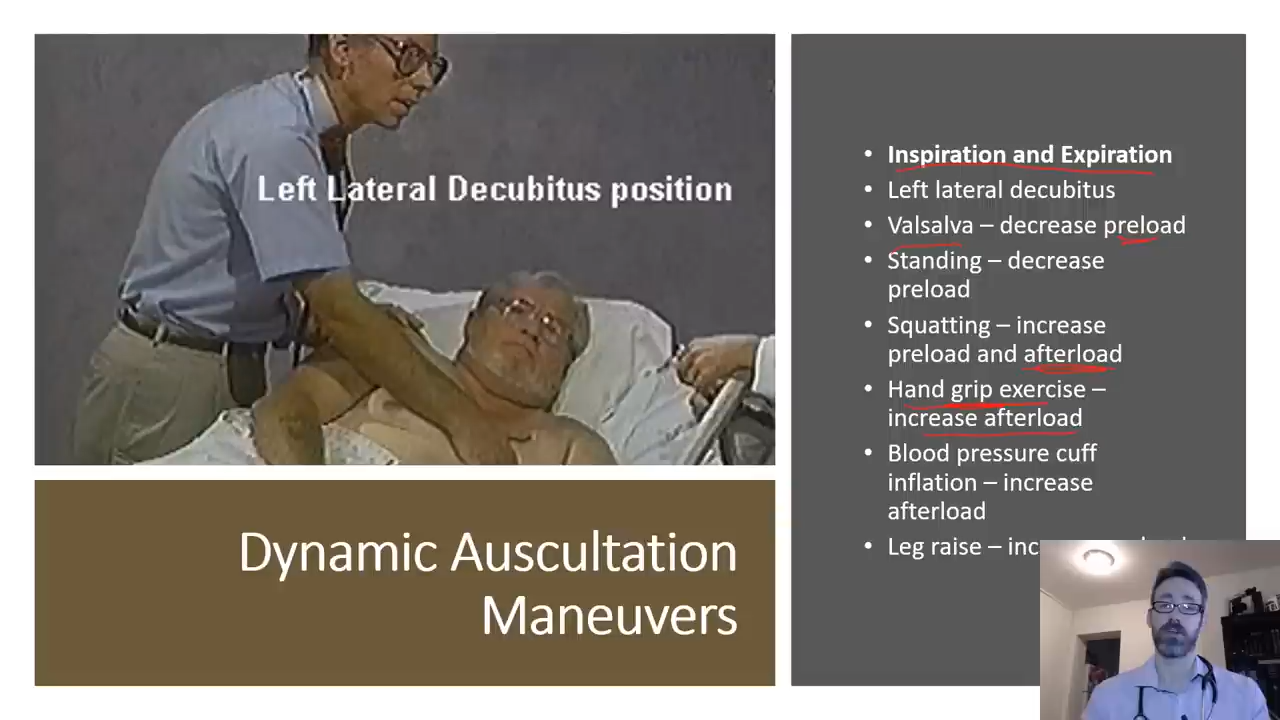 Left Lateral Decubitus position
Dynamic Auscultation
Maneuvers
• Inspiration and Expiration
• Left lateral decubitus
• Valsalva – decrease preload
• Standing – decrease
preload
• Squatting – increase
preload and afterload
• Hand grip exercise –
increase afterload
• Blood pressure cuff
inflation – increase
afterload
• Leg raise –